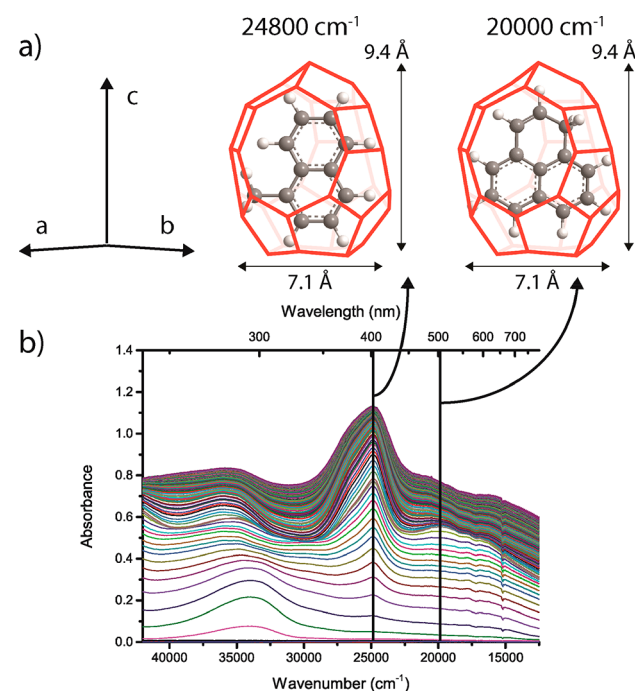 a)
24800 cm⁻¹
20000 cm⁻¹
9.4 Å
9.4 Å
c
a
b
7.1 Å
7.1 Å
Wavelength (nm)
b)
300 400 500 600 700
1.4
1.2
1.0
0.8
0.6
0.4
0.2
0.0
Absorbance
40000 35000 30000 25000 20000 15000
Wavenumber (cm⁻¹)